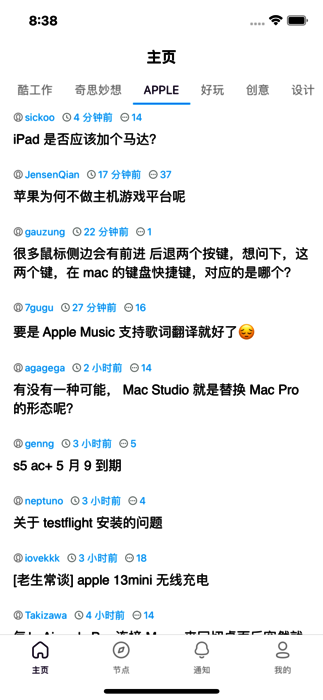 8:38
主页
酷工作 奇思妙想 APPLE 好玩 创意 设计
sickoo 4 分钟前 14
iPad 是否应该加个马达?
JensenQian 17 分钟前 37
苹果为何不做主机游戏平台呢
gauzung 22 分钟前 1
很多鼠标侧边会有前进 后退两个按键，想问下，这
两个键，在 mac 的键盘快捷键，对应的是哪个?
7gugu 27 分钟前 16
要是 Apple Music 支持歌词翻译就好了😔
agagega 2 小时前 14
有没有一种可能， Mac Studio 就是替换 Mac Pro
的形态呢?
genng 3 小时前 5
s5 ac+ 5 月 9 到期
neptuno 3 小时前 4
关于 testflight 安装的问题
iovekkk 3 小时前 18
[老生常谈] apple 13mini 无线充电
Takizawa 4 小时前 14
主页 节点 通知 我的